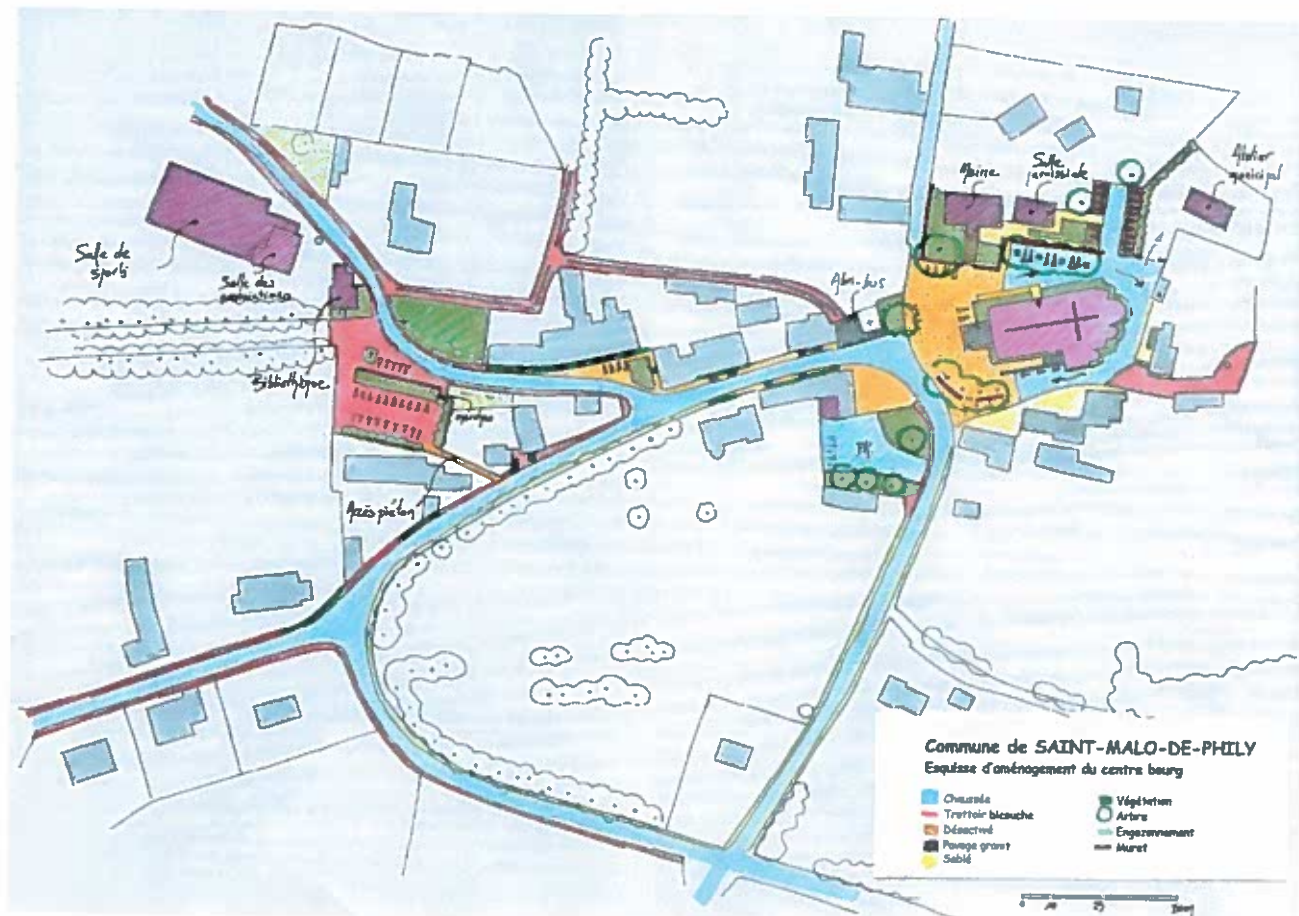 Mairie
Salle
paroissiale
Atelier
municipal
Salle de
sports
Salle des
associations
Abri-bus
Bibliothèque
Accès piéton
Commune de SAINT-MALO-DE-PHILY
Esquisse d'aménagement du centre bourg
Chaussée
Trottoir bicouche
Désactivé
Pavage granit
Sablé
Végétation
Arbre
Engazonnement
Muret
0